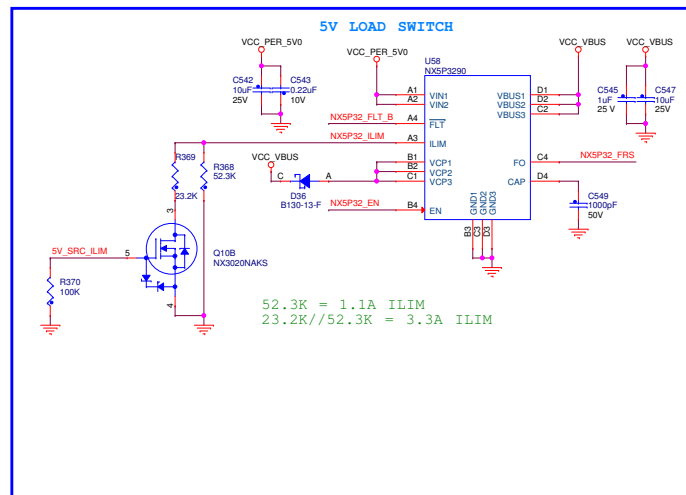 5V LOAD SWITCH
VCC_PER_5V0
VCC_PER_5V0
VCC_VBUS
VCC_VBUS
U58
NX5P3290
C542
10uF
25V
C543
0.22uF
10V
A1
VIN1
A2
VIN2
A4
FLT
A3
ILIM
B1
VCP1
B2
VCP2
C1
VCP3
B4
EN
D1
VBUS1
D2
VBUS2
C2
VBUS3
C4
FO
D4
CAP
GND1
GND2
GND3
B3
C3
D3
C545
1uF
25 V
C547
10uF
25V
NX5P32_FLT_B
NX5P32_ILIM
NX5P32_FRS
VCC_VBUS
C
A
D36
B130-13-F
NX5P32_EN
C549
1000pF
50V
R369
23.2K
R368
52.3K
3
5V_SRC_ILIM
5
Q10B
NX3020NAKS
4
R370
100K
52.3K = 1.1A ILIM
23.2K//52.3K = 3.3A ILIM